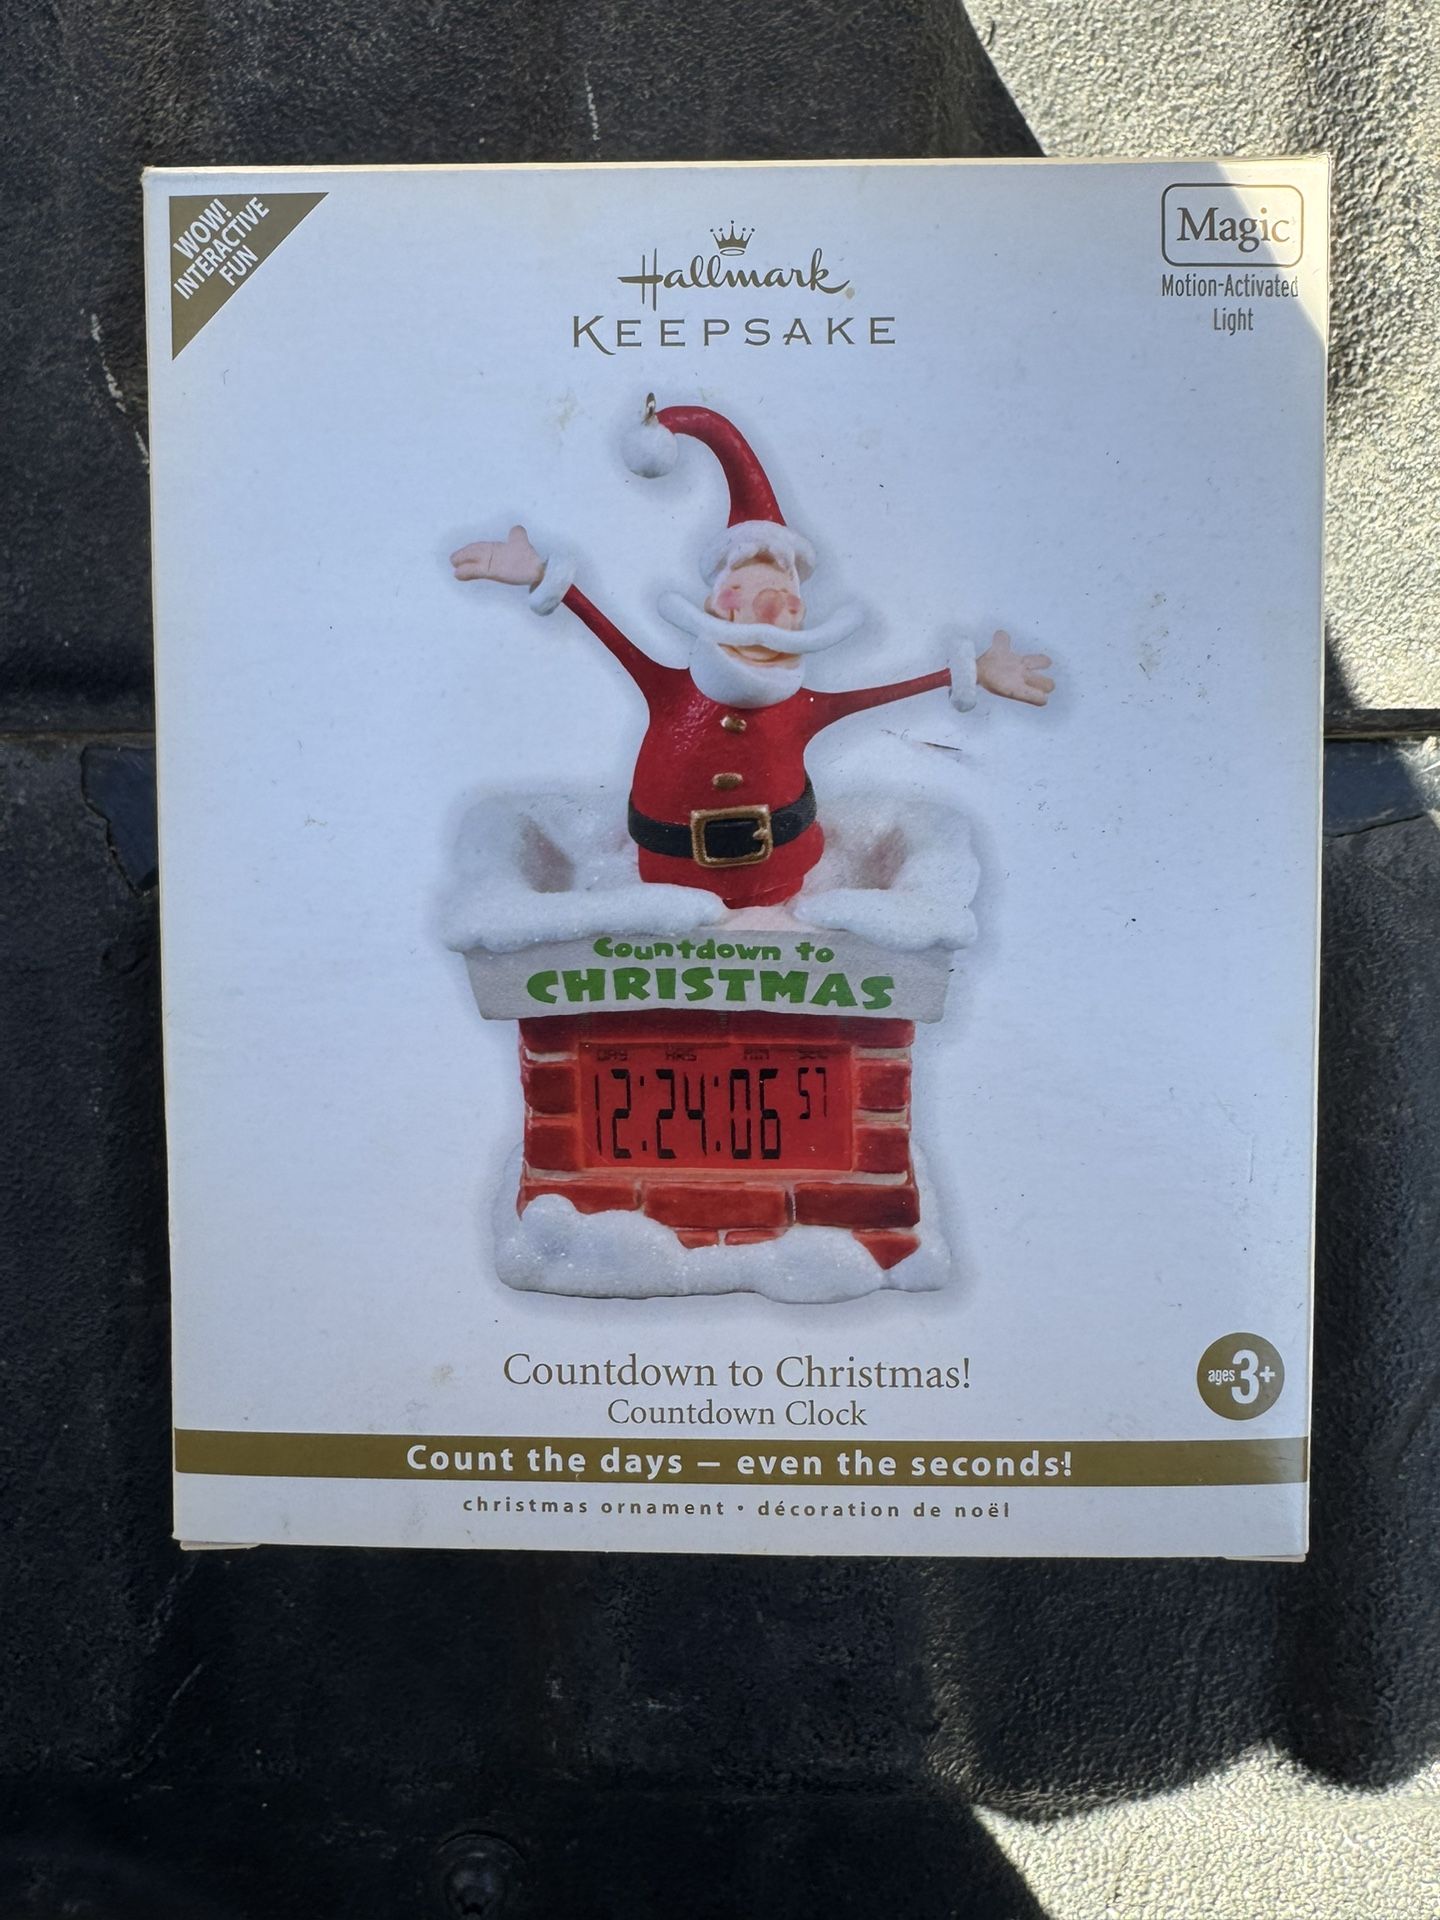 WOW!
INTERACTIVE
FUN
Hallmark
KEEPSAKE
Magic
Motion-Activated
Light
Countdown to
CHRISTMAS
DAY HRS MIN SEC
12:24:06 57
Countdown to Christmas!
Countdown Clock
ages 3+
Count the days – even the seconds!
christmas ornament • décoration de noël